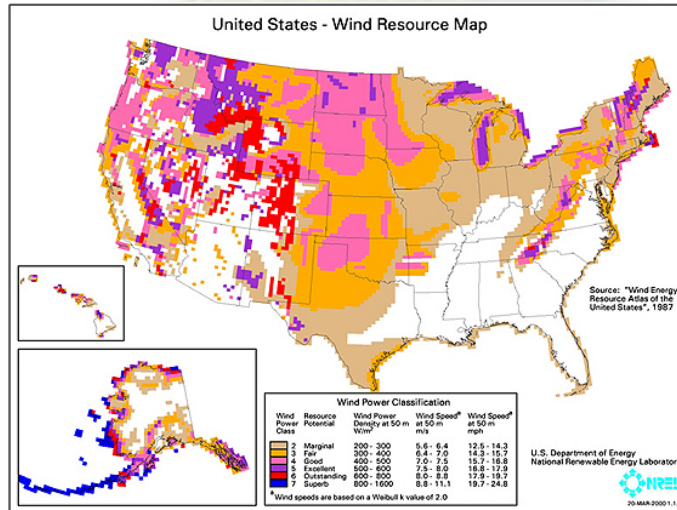 United States - Wind Resource Map
Source: "Wind Energy
Resource Atlas of the
United States", 1987
Wind Power Classification
Wind Power Class Resource Potential Wind Power Density at 50 m W/m² Wind Speedª at 50 m m/s Wind Speedª at 50 m mph
2 Marginal 200 - 300 5.6 - 6.4 12.5 - 14.3
3 Fair 300 - 400 6.4 - 7.0 14.3 - 15.7
4 Good 400 - 500 7.0 - 7.5 15.7 - 16.8
5 Excellent 500 - 600 7.5 - 8.0 16.8 - 17.9
6 Outstanding 600 - 800 8.0 - 8.8 17.9 - 19.7
7 Superb 800 - 1600 8.8 - 11.1 19.7 - 24.8
ª Wind speeds are based on a Weibull k value of 2.0
U.S. Department of Energy
National Renewable Energy Laborator
NREL
20-MAR-2000 1.1.